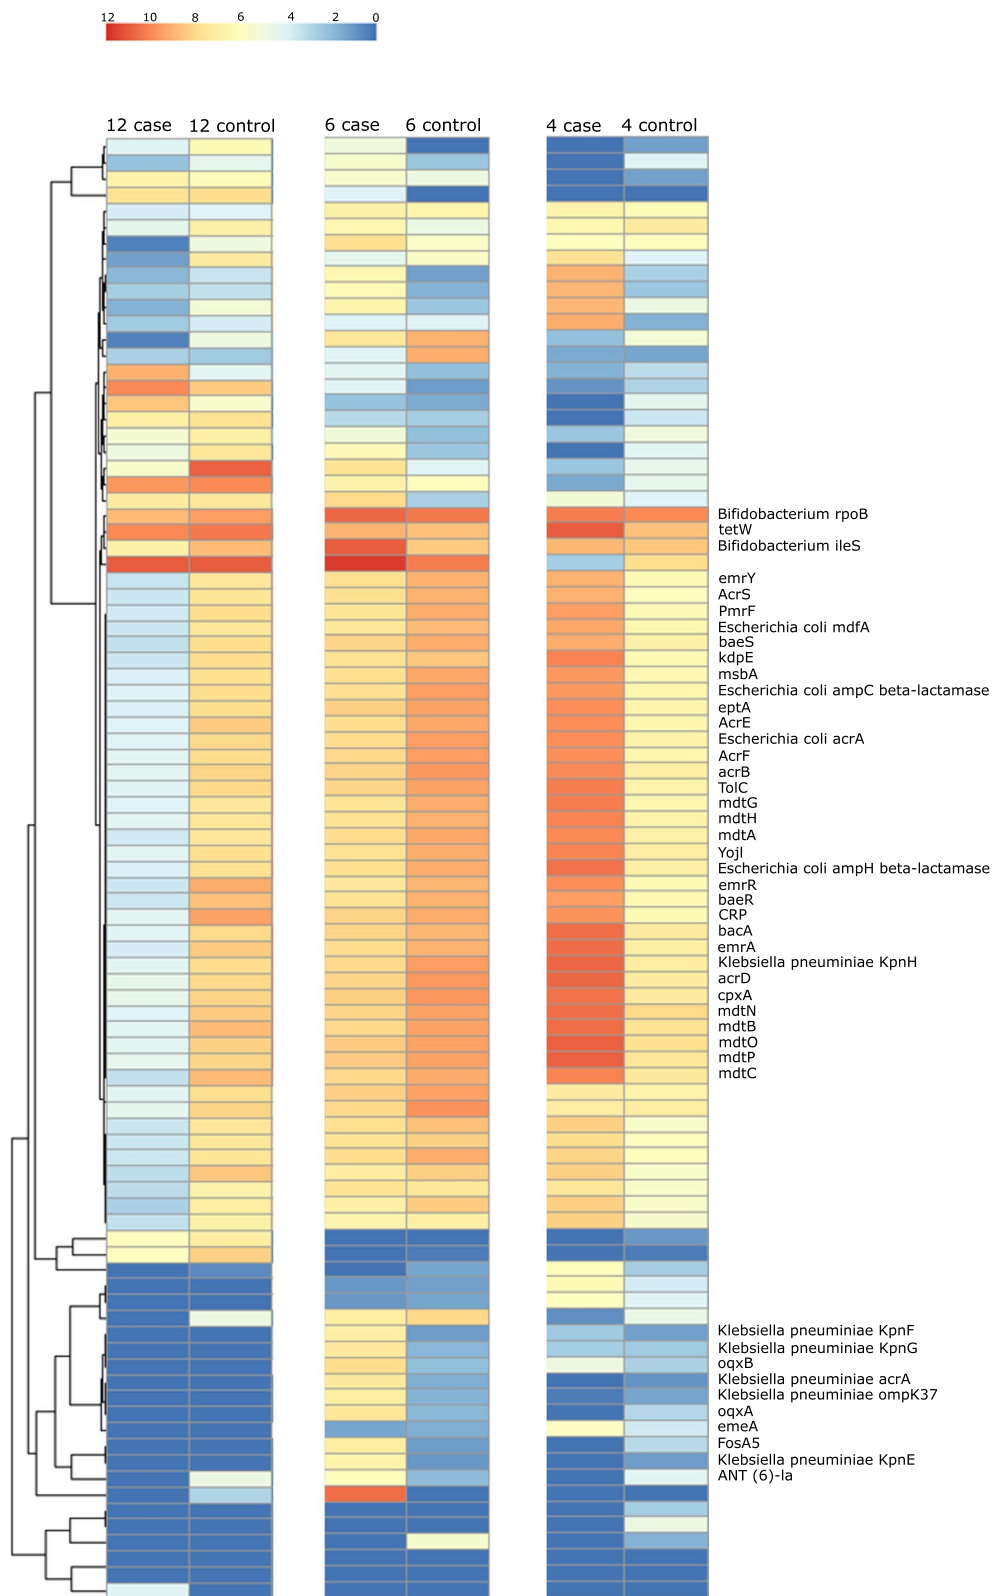 12 10 8 6 4 2 0
12 case 12 control 6 case 6 control 4 case 4 control
Bifidobacterium rpoB
tetW
Bifidobacterium ileS
emrY
AcrS
PmrF
Escherichia coli mdfA
baeS
kdpE
msbA
Escherichia coli ampC beta-lactamase
eptA
AcrE
Escherichia coli acrA
AcrF
acrB
TolC
mdtG
mdtH
mdtA
YojI
Escherichia coli ampH beta-lactamase
emrR
baeR
CRP
bacA
emrA
Klebsiella pneuminiae KpnH
acrD
cpxA
mdtN
mdtB
mdtO
mdtP
mdtC
Klebsiella pneuminiae KpnF
Klebsiella pneuminiae KpnG
oqxB
Klebsiella pneuminiae acrA
Klebsiella pneuminiae ompK37
oqxA
emeA
FosA5
Klebsiella pneuminiae KpnE
ANT (6)-la